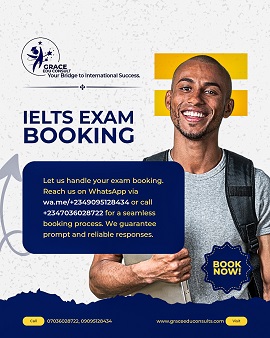 GRACE
EDU CONSULT
Your Bridge to International Success.
IELTS EXAM
BOOKING
Let us handle your exam booking.
Reach us on WhatsApp via
wa.me/+2349095128434 or call
+2347036028722 for a seamless
booking process. We guarantee
prompt and reliable responses.
BOOK
NOW!
Call 07036028722, 09095128434 www.graceeduconsults.com Visit